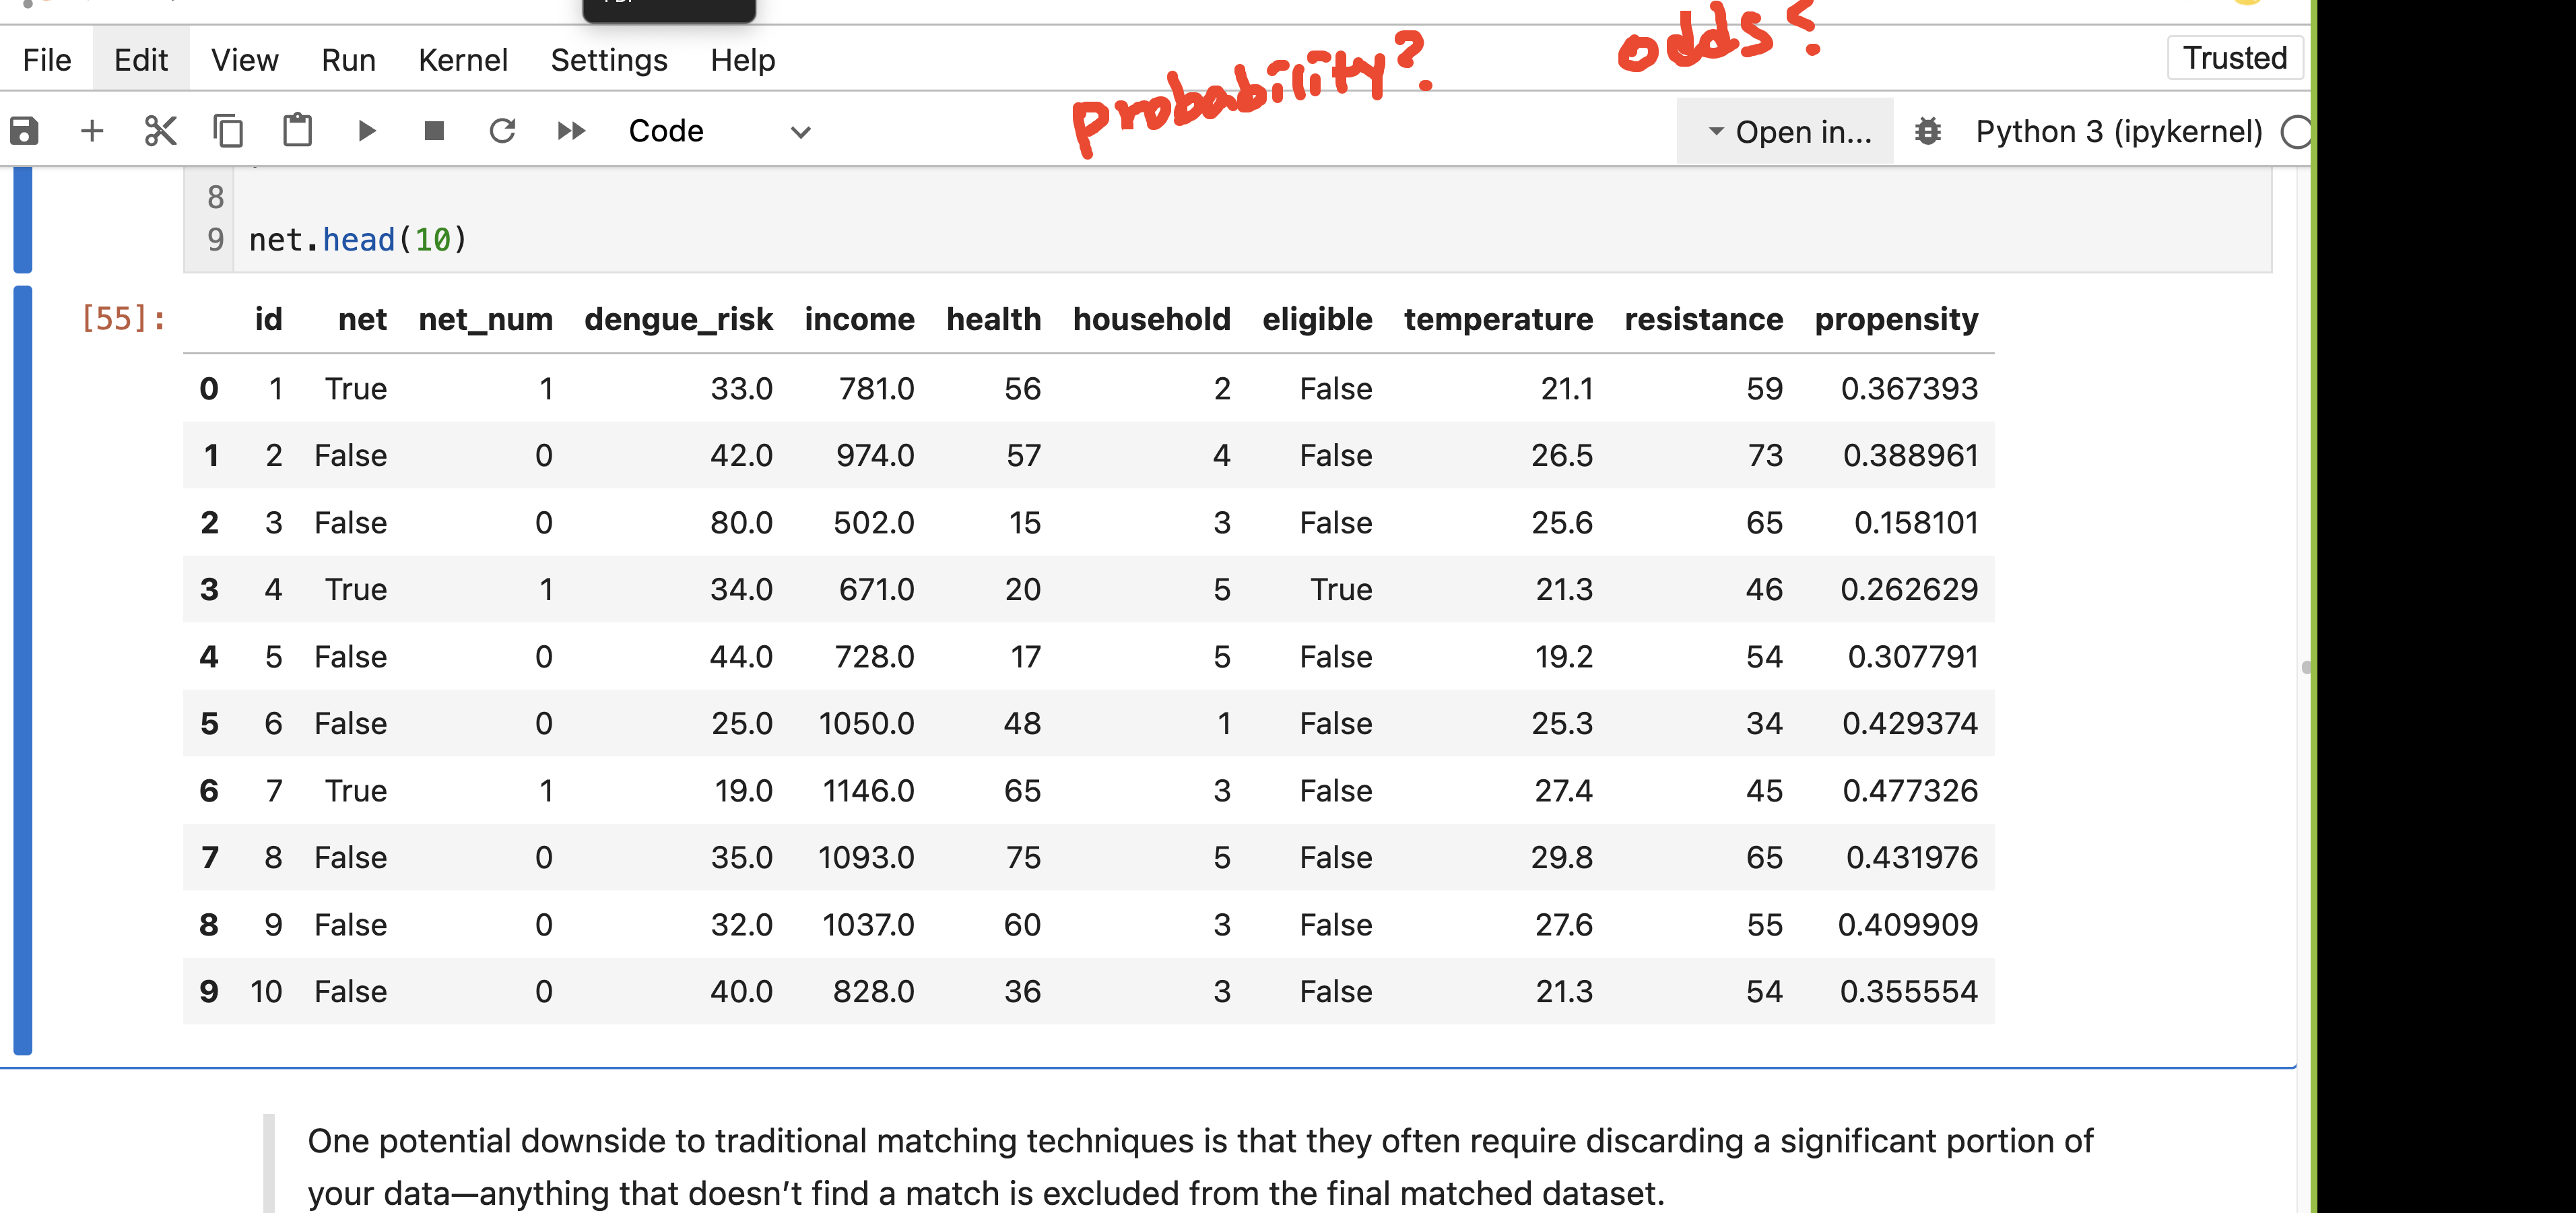 odds?
probability?
File Edit View Run Kernel Settings Help Trusted
Code Open in... Python 3 (ipykernel)
8
9 net.head(10)
[55]: id net net_num dengue_risk income health household eligible temperature resistance propensity
0 1 True 1 33.0 781.0 56 2 False 21.1 59 0.367393
1 2 False 0 42.0 974.0 57 4 False 26.5 73 0.388961
2 3 False 0 80.0 502.0 15 3 False 25.6 65 0.158101
3 4 True 1 34.0 671.0 20 5 True 21.3 46 0.262629
4 5 False 0 44.0 728.0 17 5 False 19.2 54 0.307791
5 6 False 0 25.0 1050.0 48 1 False 25.3 34 0.429374
6 7 True 1 19.0 1146.0 65 3 False 27.4 45 0.477326
7 8 False 0 35.0 1093.0 75 5 False 29.8 65 0.431976
8 9 False 0 32.0 1037.0 60 3 False 27.6 55 0.409909
9 10 False 0 40.0 828.0 36 3 False 21.3 54 0.355554
One potential downside to traditional matching techniques is that they often require discarding a significant portion of
your data—anything that doesn't find a match is excluded from the final matched dataset.